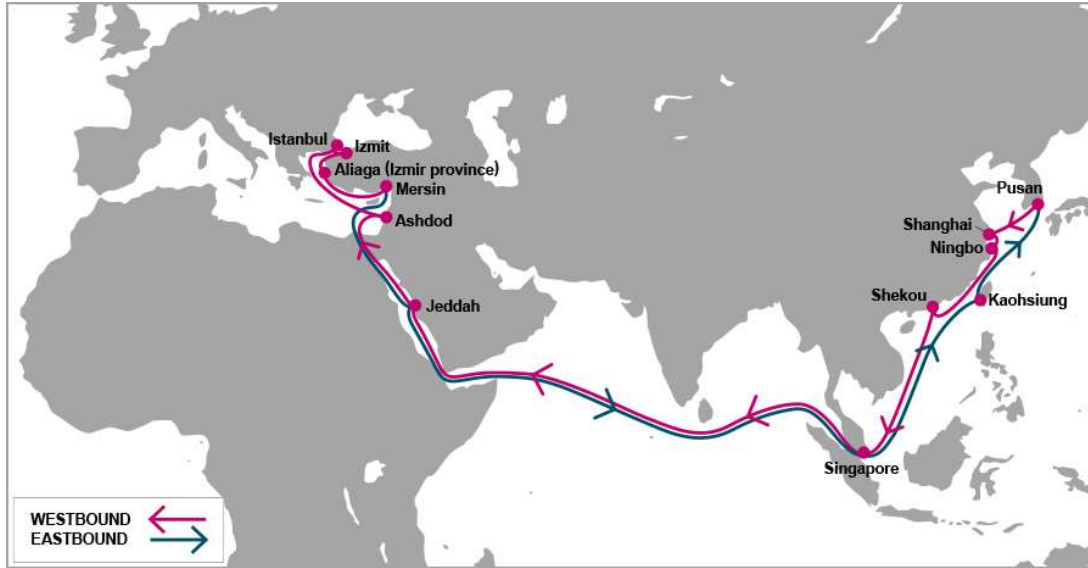 Istanbul
Izmit
Aliaga (Izmir province)
Mersin
Ashdod
Jeddah
Pusan
Shanghai
Ningbo
Shekou
Kaohsiung
Singapore
WESTBOUND
EASTBOUND